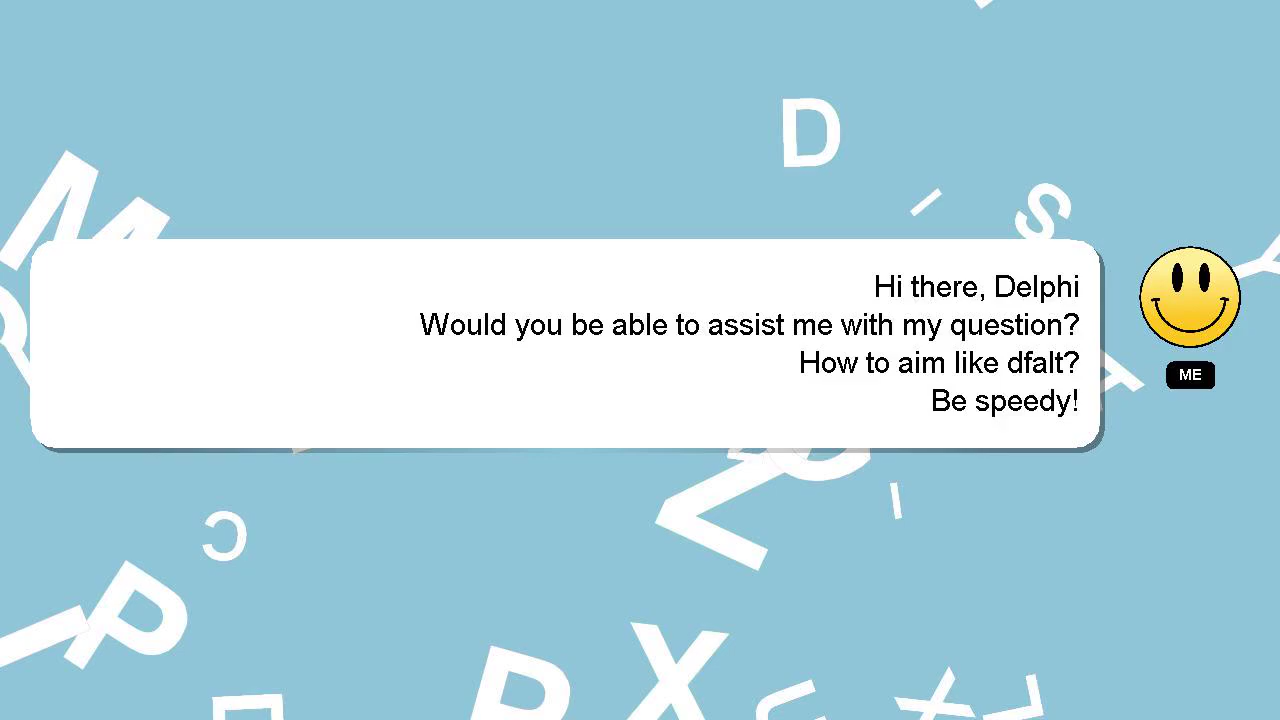 Hi there, Delphi
Would you be able to assist me with my question?
How to aim like dfalt?
Be speedy!
ME